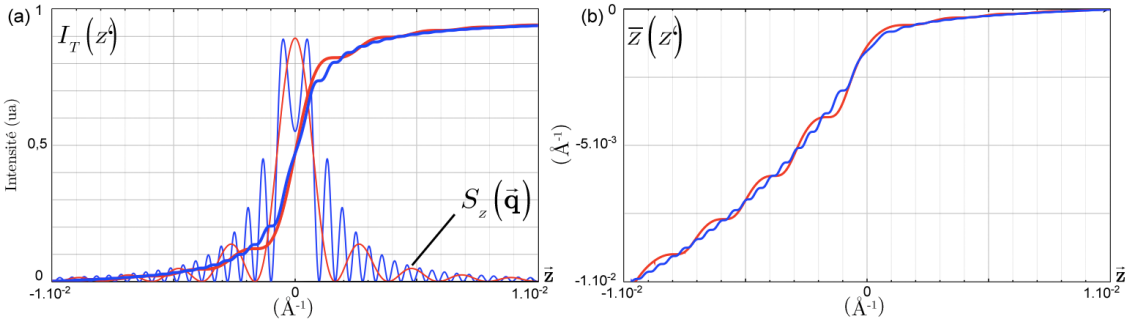 (a)
1
I_T(z')
Intensité (ua)
0,5
S_z(q⃗)
0
z⃗
-1.10⁻²
0
1.10⁻²
(Å⁻¹)
(b)
0
Z̅(z')
(Å⁻¹)
-5.10⁻³
-1.10⁻²
z⃗
-1.10⁻²
0
1.10⁻²
(Å⁻¹)